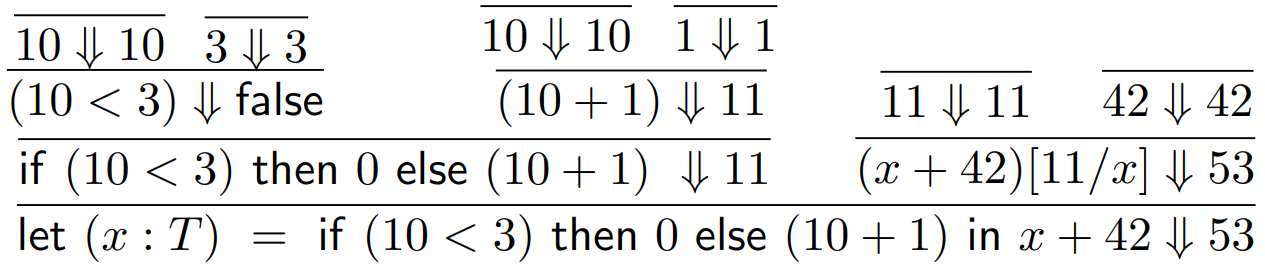 10 ⇓ 10 3 ⇓ 3 10 ⇓ 10 1 ⇓ 1
(10 < 3) ⇓ false (10 + 1) ⇓ 11 11 ⇓ 11 42 ⇓ 42
if (10 < 3) then 0 else (10 + 1) ⇓ 11 (x + 42)[11/x] ⇓ 53
let (x : T) = if (10 < 3) then 0 else (10 + 1) in x + 42 ⇓ 53